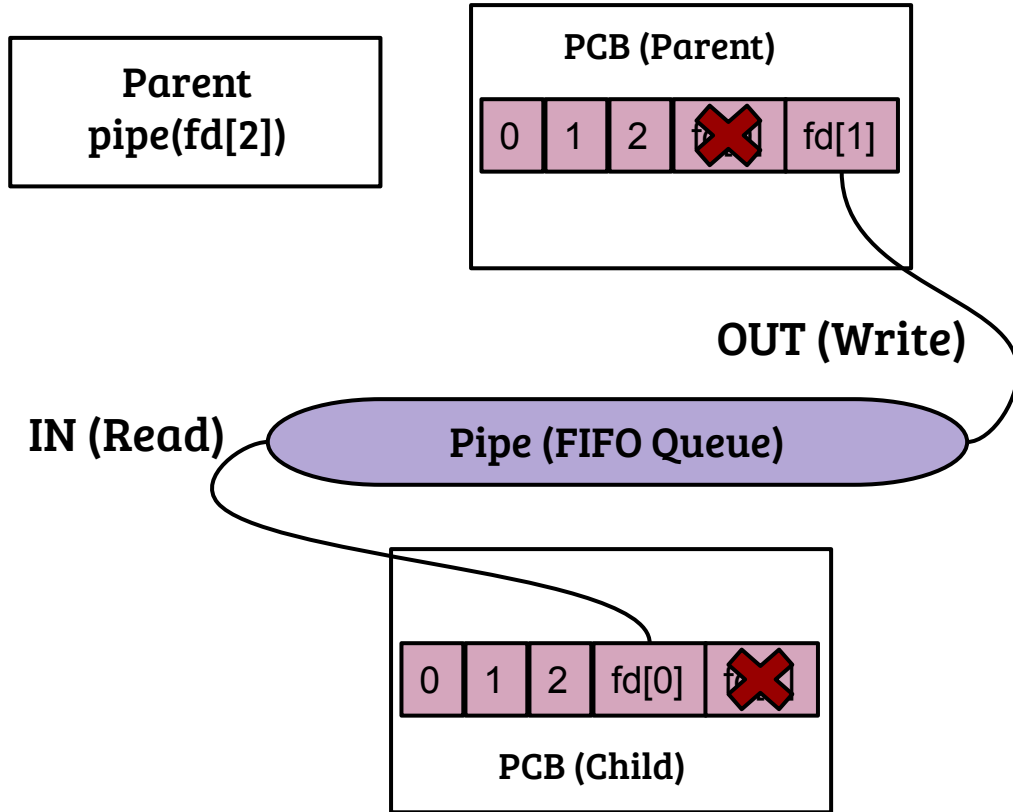 Parent
pipe(fd[2])
PCB (Parent)
0 1 2 fd[1]
OUT (Write)
IN (Read)
Pipe (FIFO Queue)
0 1 2 fd[0]
PCB (Child)